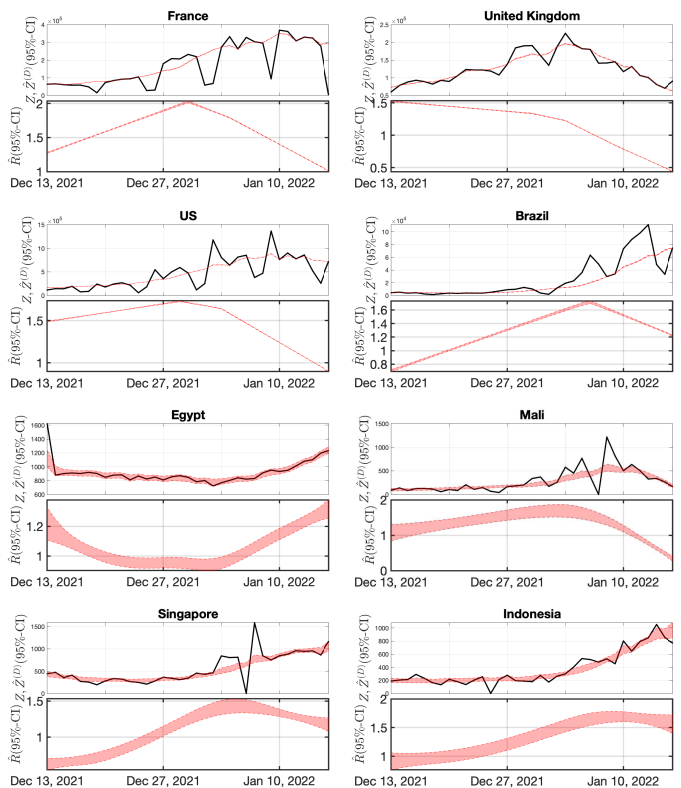 France
×10⁵
Z, Ẑ⁽ᴰ⁾(95%-CI)
4
3
2
1
0
R̂(95%-CI)
2
1.5
1
Dec 13, 2021 Dec 27, 2021 Jan 10, 2022
United Kingdom
×10⁵
Z, Ẑ⁽ᴰ⁾(95%-CI)
2.5
2
1.5
1
0.5
R̂(95%-CI)
1.5
1
0.5
Dec 13, 2021 Dec 27, 2021 Jan 10, 2022
US
×10⁵
Z, Ẑ⁽ᴰ⁾(95%-CI)
15
10
5
0
R̂(95%-CI)
1.5
1
Dec 13, 2021 Dec 27, 2021 Jan 10, 2022
Brazil
×10⁴
Z, Ẑ⁽ᴰ⁾(95%-CI)
10
8
6
4
2
0
R̂(95%-CI)
1.6
1.4
1.2
1
0.8
Dec 13, 2021 Dec 27, 2021 Jan 10, 2022
Egypt
Z, Ẑ⁽ᴰ⁾(95%-CI)
1600
1400
1200
1000
800
600
R̂(95%-CI)
1.2
1
Dec 13, 2021 Dec 27, 2021 Jan 10, 2022
Mali
Z, Ẑ⁽ᴰ⁾(95%-CI)
1500
1000
500
0
R̂(95%-CI)
2
1
0
Dec 13, 2021 Dec 27, 2021 Jan 10, 2022
Singapore
Z, Ẑ⁽ᴰ⁾(95%-CI)
1500
1000
500
0
R̂(95%-CI)
1.5
1
Dec 13, 2021 Dec 27, 2021 Jan 10, 2022
Indonesia
Z, Ẑ⁽ᴰ⁾(95%-CI)
1000
800
600
400
200
0
R̂(95%-CI)
2
1.5
1
Dec 13, 2021 Dec 27, 2021 Jan 10, 2022